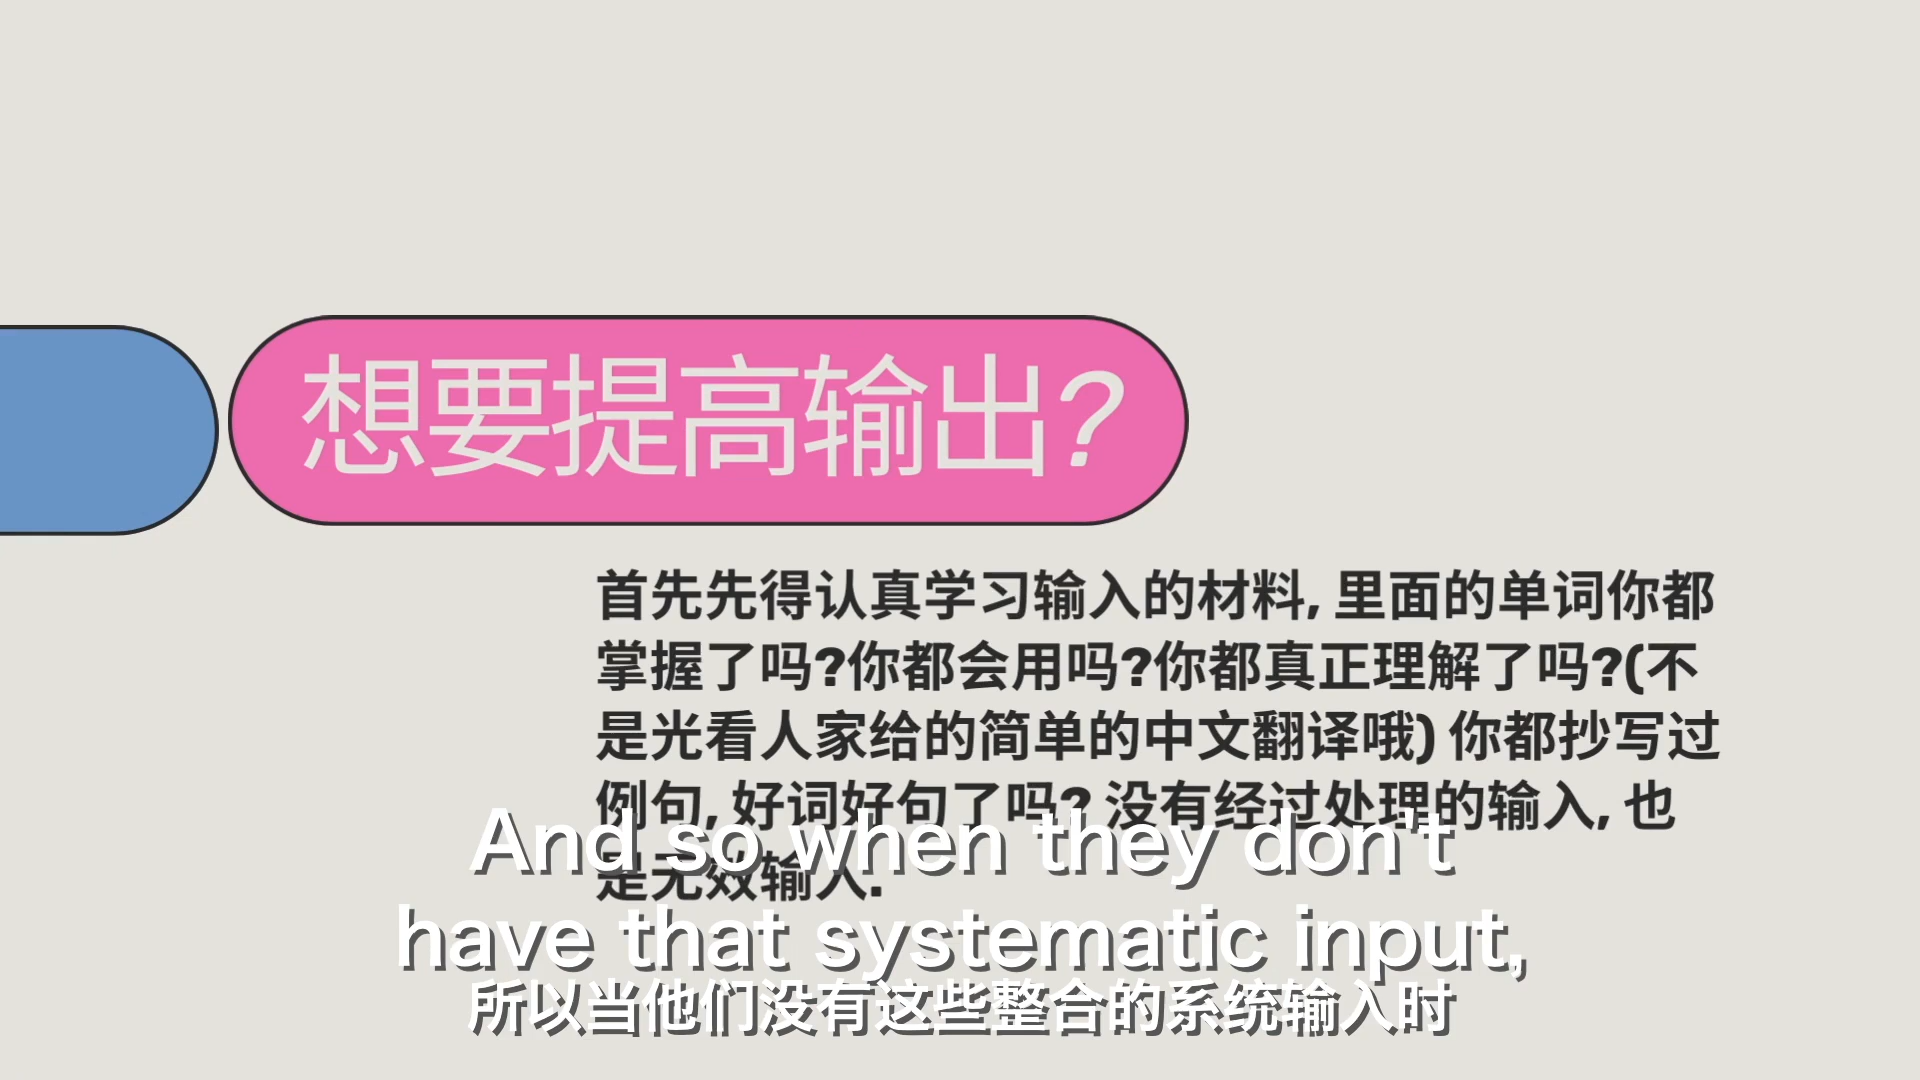 想要提高输出?
首先先得认真学习输入的材料, 里面的单词你都
掌握了吗?你都会用吗?你都真正理解了吗?(不
是光看人家给的简单的中文翻译哦) 你都抄写过
例句, 好词好句了吗? 没有经过处理的输入, 也
是无效输入.
And so when they don't
have that systematic input,
所以当他们没有这些整合的系统输入时